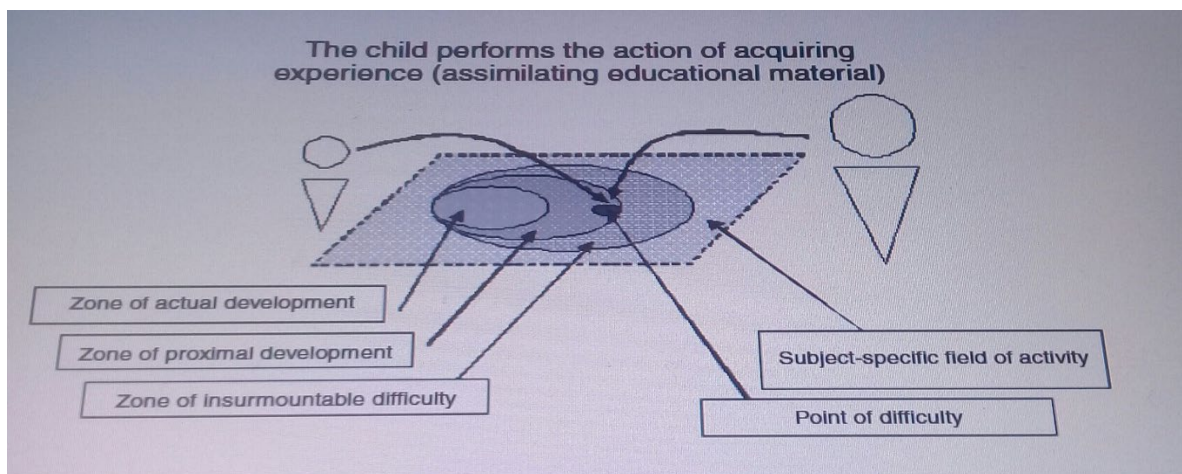 The child performs the action of acquiring
experience (assimilating educational material)
Zone of actual development
Zone of proximal development
Zone of insurmountable difficulty
Subject-specific field of activity
Point of difficulty